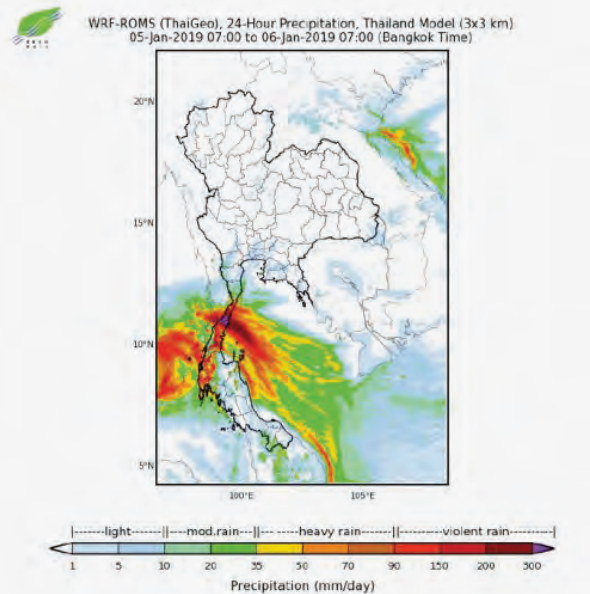 WRF-ROMS (ThaiGeo), 24-Hour Precipitation, Thailand Model (3x3 km)
05-Jan-2019 07:00 to 06-Jan-2019 07:00 (Bangkok Time)
20°N
15°N
10°N
5°N
100°E 105°E
|-------light-------||----mod.rain---||--- -----heavy rain-------||---------violent rain---------|
1 5 10 20 35 50 70 90 150 200 300
Precipitation (mm/day)